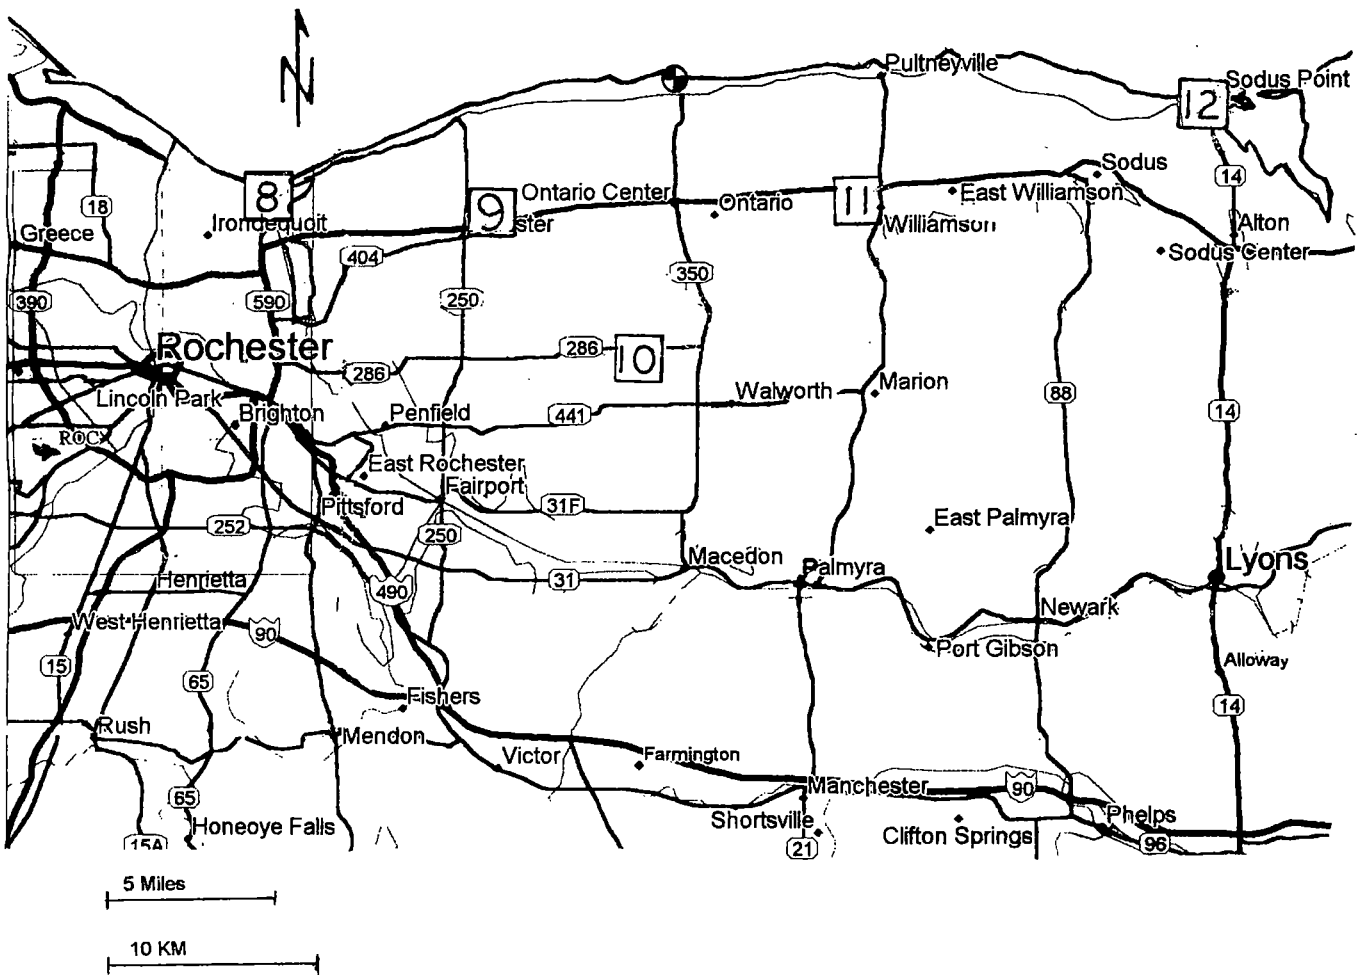 N
Pultneyville
Sodus Point
12
Sodus
14
8
18
9
Ontario Center
Ontario
11
East Williamson
Irondequoit
ster
Williamson
Alton
Greece
404
Sodus Center
350
390
590
250
Rochester
286
10
286
Walworth
Marion
88
Lincoln Park
Brighton
Penfield
441
14
ROC
East Rochester
Fairport
31F
Pittsford
252
250
East Palmyra
Macedon
Palmyra
Lyons
Henrietta
31
490
Newark
West Henrietta
90
Port Gibson
15
65
Alloway
Fishers
14
Rush
Mendon
Victor
Farmington
90
Manchester
65
Phelps
Honeoye Falls
Shortsville
Clifton Springs
15A
21
96
5 Miles
10 KM